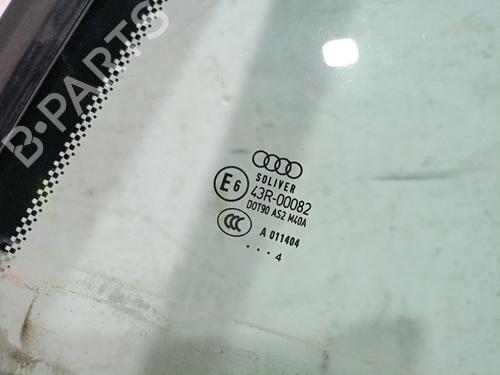 B-PARTS
SOLIVER
E6 43R-00082
DOT90 AS2 M40A
CCC A 011404
...4